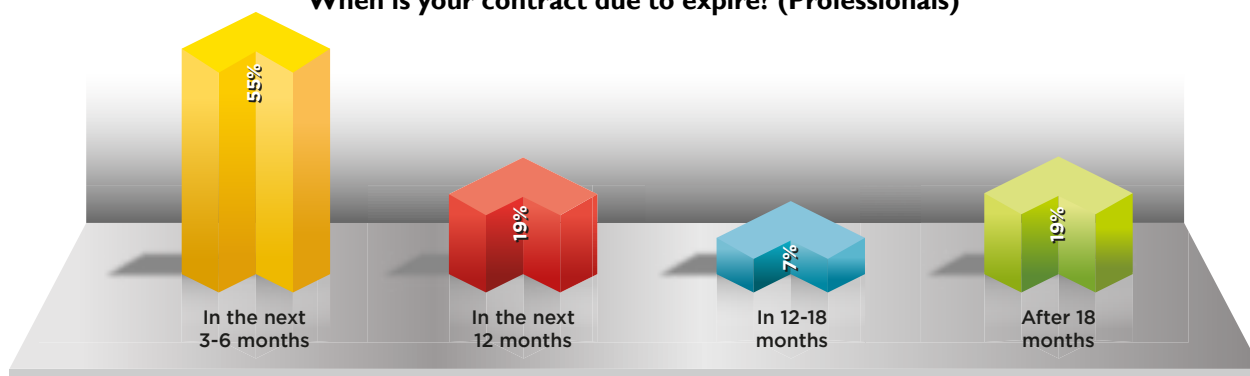 When is your contract due to expire? (Professionals)
55%
19%
7%
19%
In the next
3-6 months
In the next
12 months
In 12-18
months
After 18
months